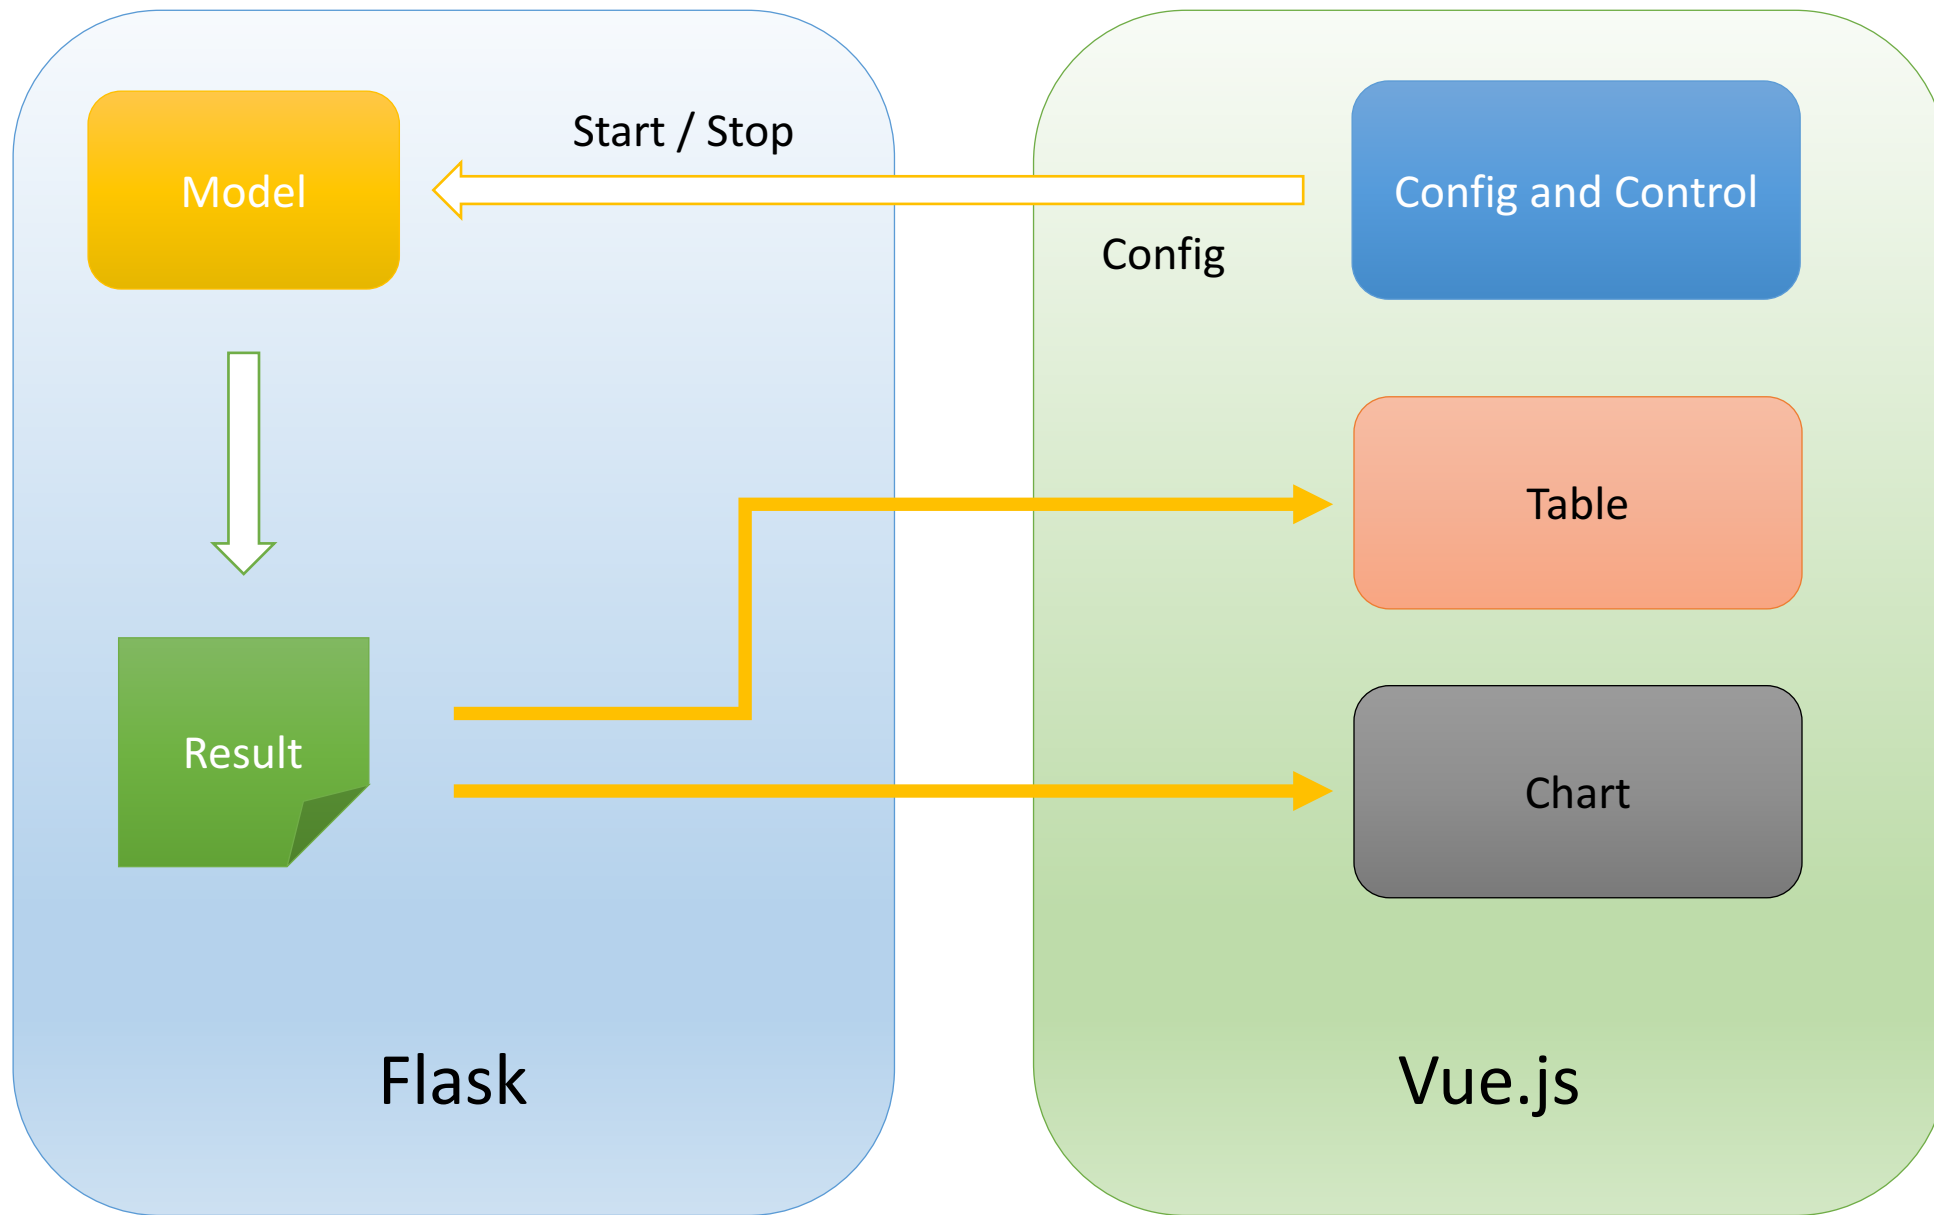 Start / Stop
Model
Config and Control
Config
Table
Result
Chart
Flask
Vue.js